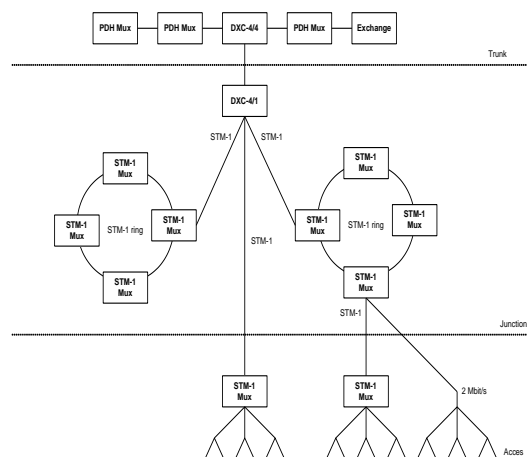 PDH Mux
PDH Mux
DXC-4/4
PDH Mux
Exchange
Trunk
DXC-4/1
STM-1
STM-1
STM-1
Mux
STM-1
Mux
STM-1
Mux
STM-1 ring
STM-1
Mux
STM-1
Mux
STM-1
STM-1
Mux
STM-1
Mux
STM-1 ring
STM-1
Mux
STM-1
Mux
STM-1
Junction
STM-1
Mux
STM-1
Mux
2 Mbit/s
Acces